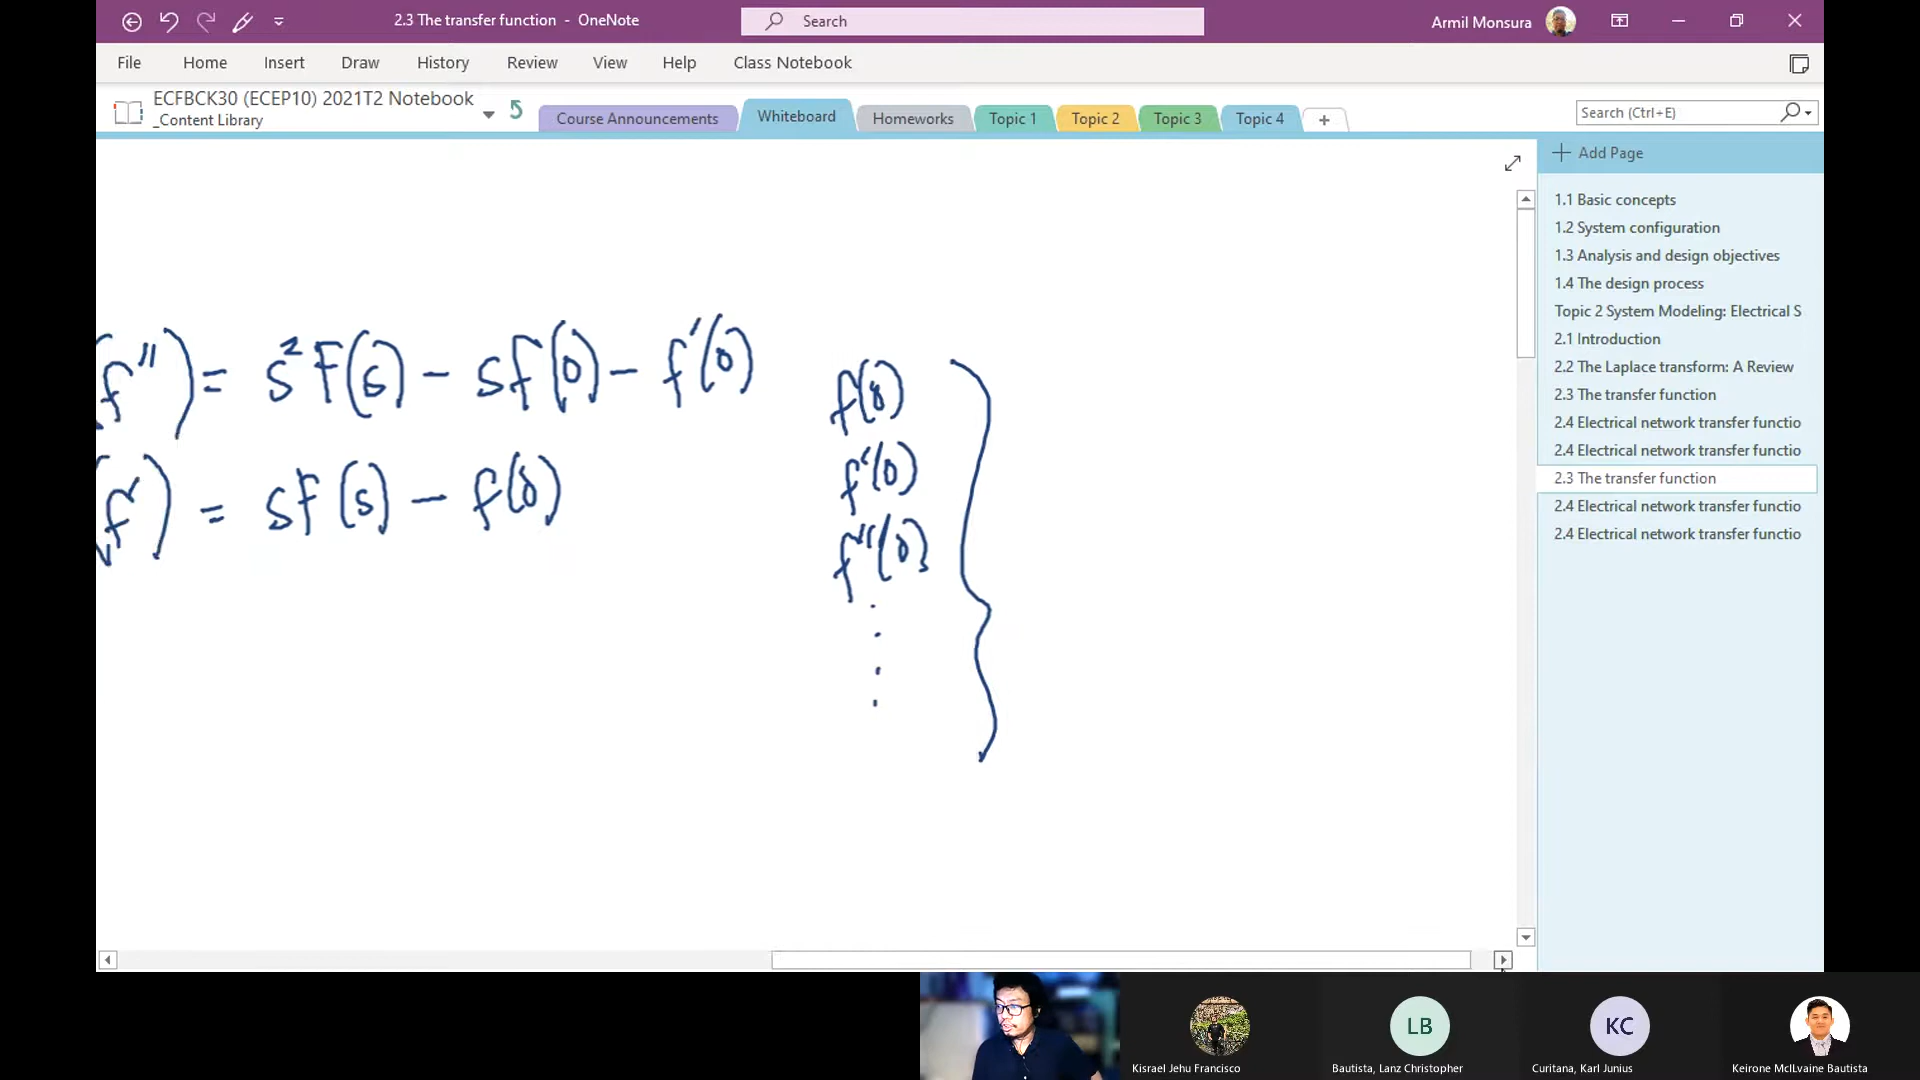 2.3 The transfer function - OneNote
Search
Armil Monsura
File Home Insert Draw History Review View Help Class Notebook
ECFBCK30 (ECEP10) 2021T2 Notebook
_Content Library
Course Announcements Whiteboard Homeworks Topic 1 Topic 2 Topic 3 Topic 4 +
Search (Ctrl+E)
Add Page
1.1 Basic concepts
1.2 System configuration
1.3 Analysis and design objectives
1.4 The design process
Topic 2 System Modeling: Electrical S
2.1 Introduction
2.2 The Laplace transform: A Review
2.3 The transfer function
2.4 Electrical network transfer functio
2.4 Electrical network transfer functio
2.3 The transfer function
2.4 Electrical network transfer functio
2.4 Electrical network transfer functio
(f'') = s²F(s) - sf(0) - f'(0)
(f') = sF(s) - f(0)
f(0)
f'(0)
f''(0)
Kisrael Jehu Francisco
LB
Bautista, Lanz Christopher
KC
Curitana, Karl Junius
Keirone McILvaine Bautista